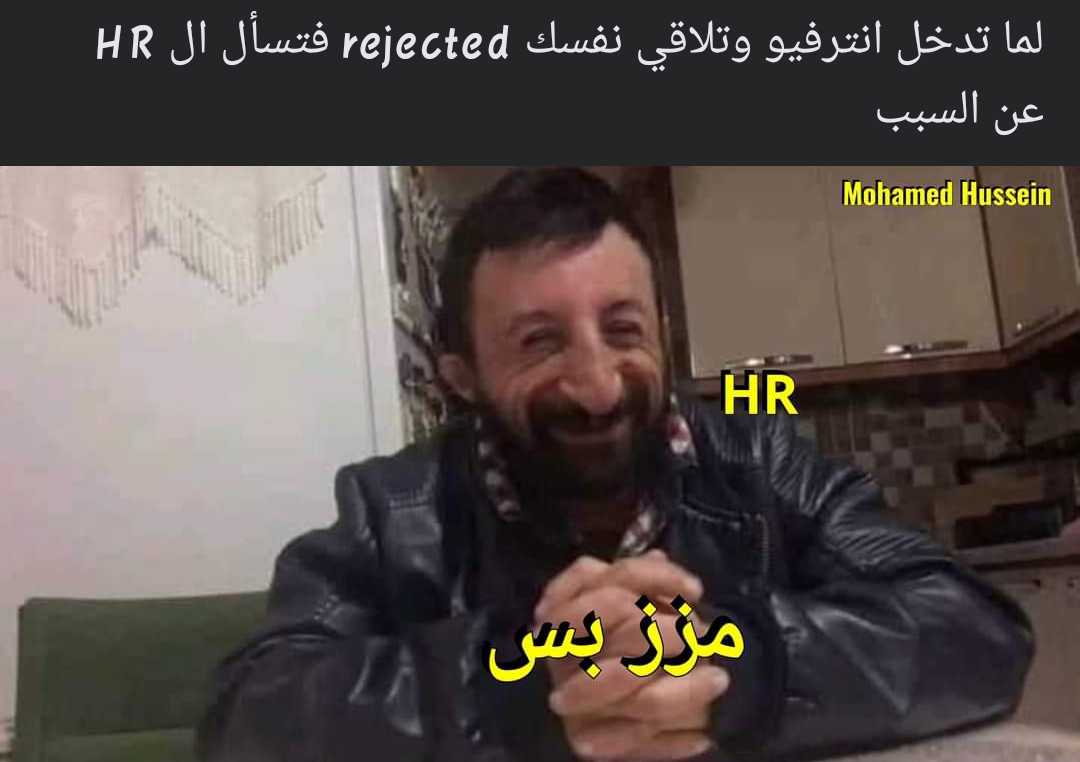 لما تدخل انترفيو وتلاقي نفسك rejected فتسأل ال HR
عن السبب
Mohamed Hussein
HR
مزز بس